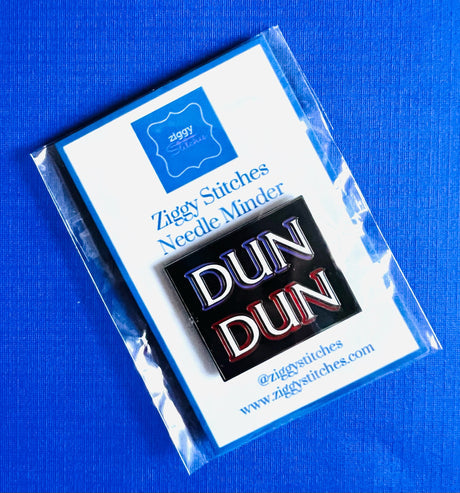 ziggy
Stitches
Ziggy Stitches
Needle Minder
DUN
DUN
@ziggystitches
www.ziggystitches.com